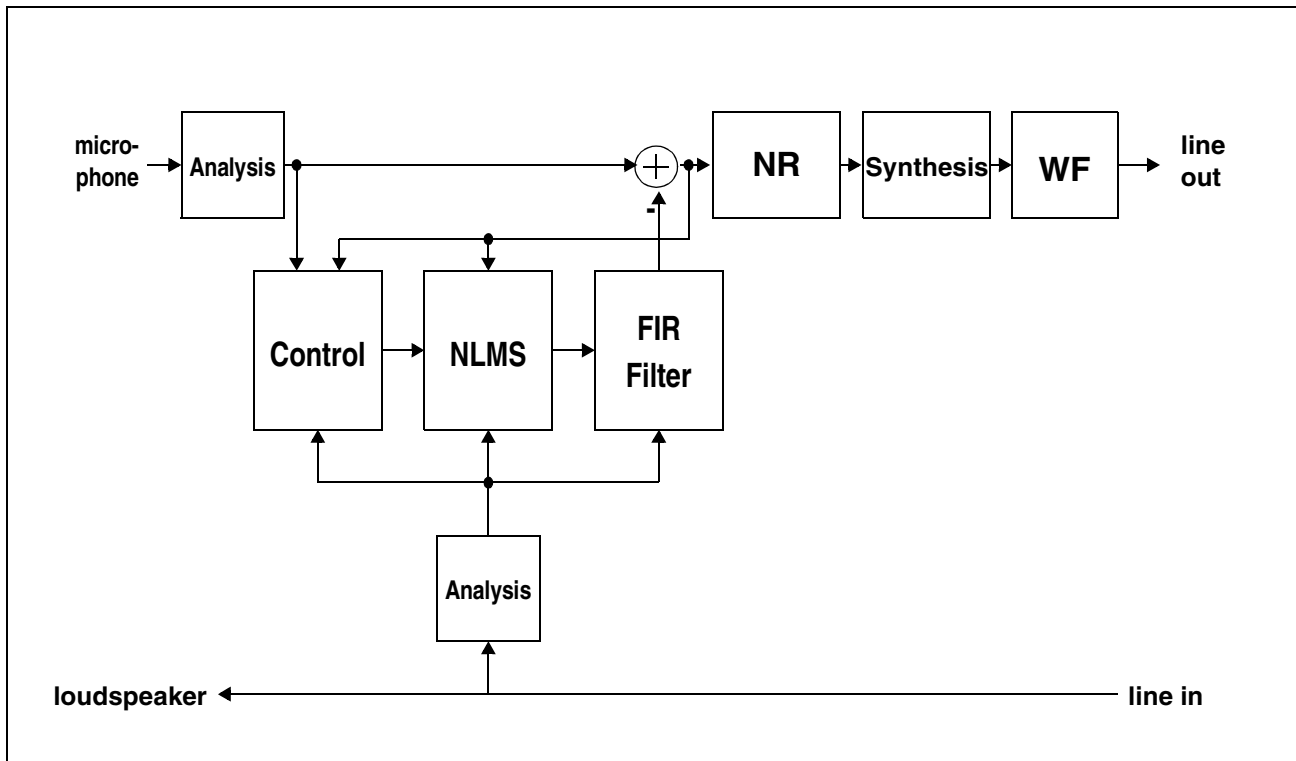 micro-
phone
Analysis
+
NR
Synthesis
WF
line
out
-
Control
NLMS
FIR
Filter
Analysis
loudspeaker
line in